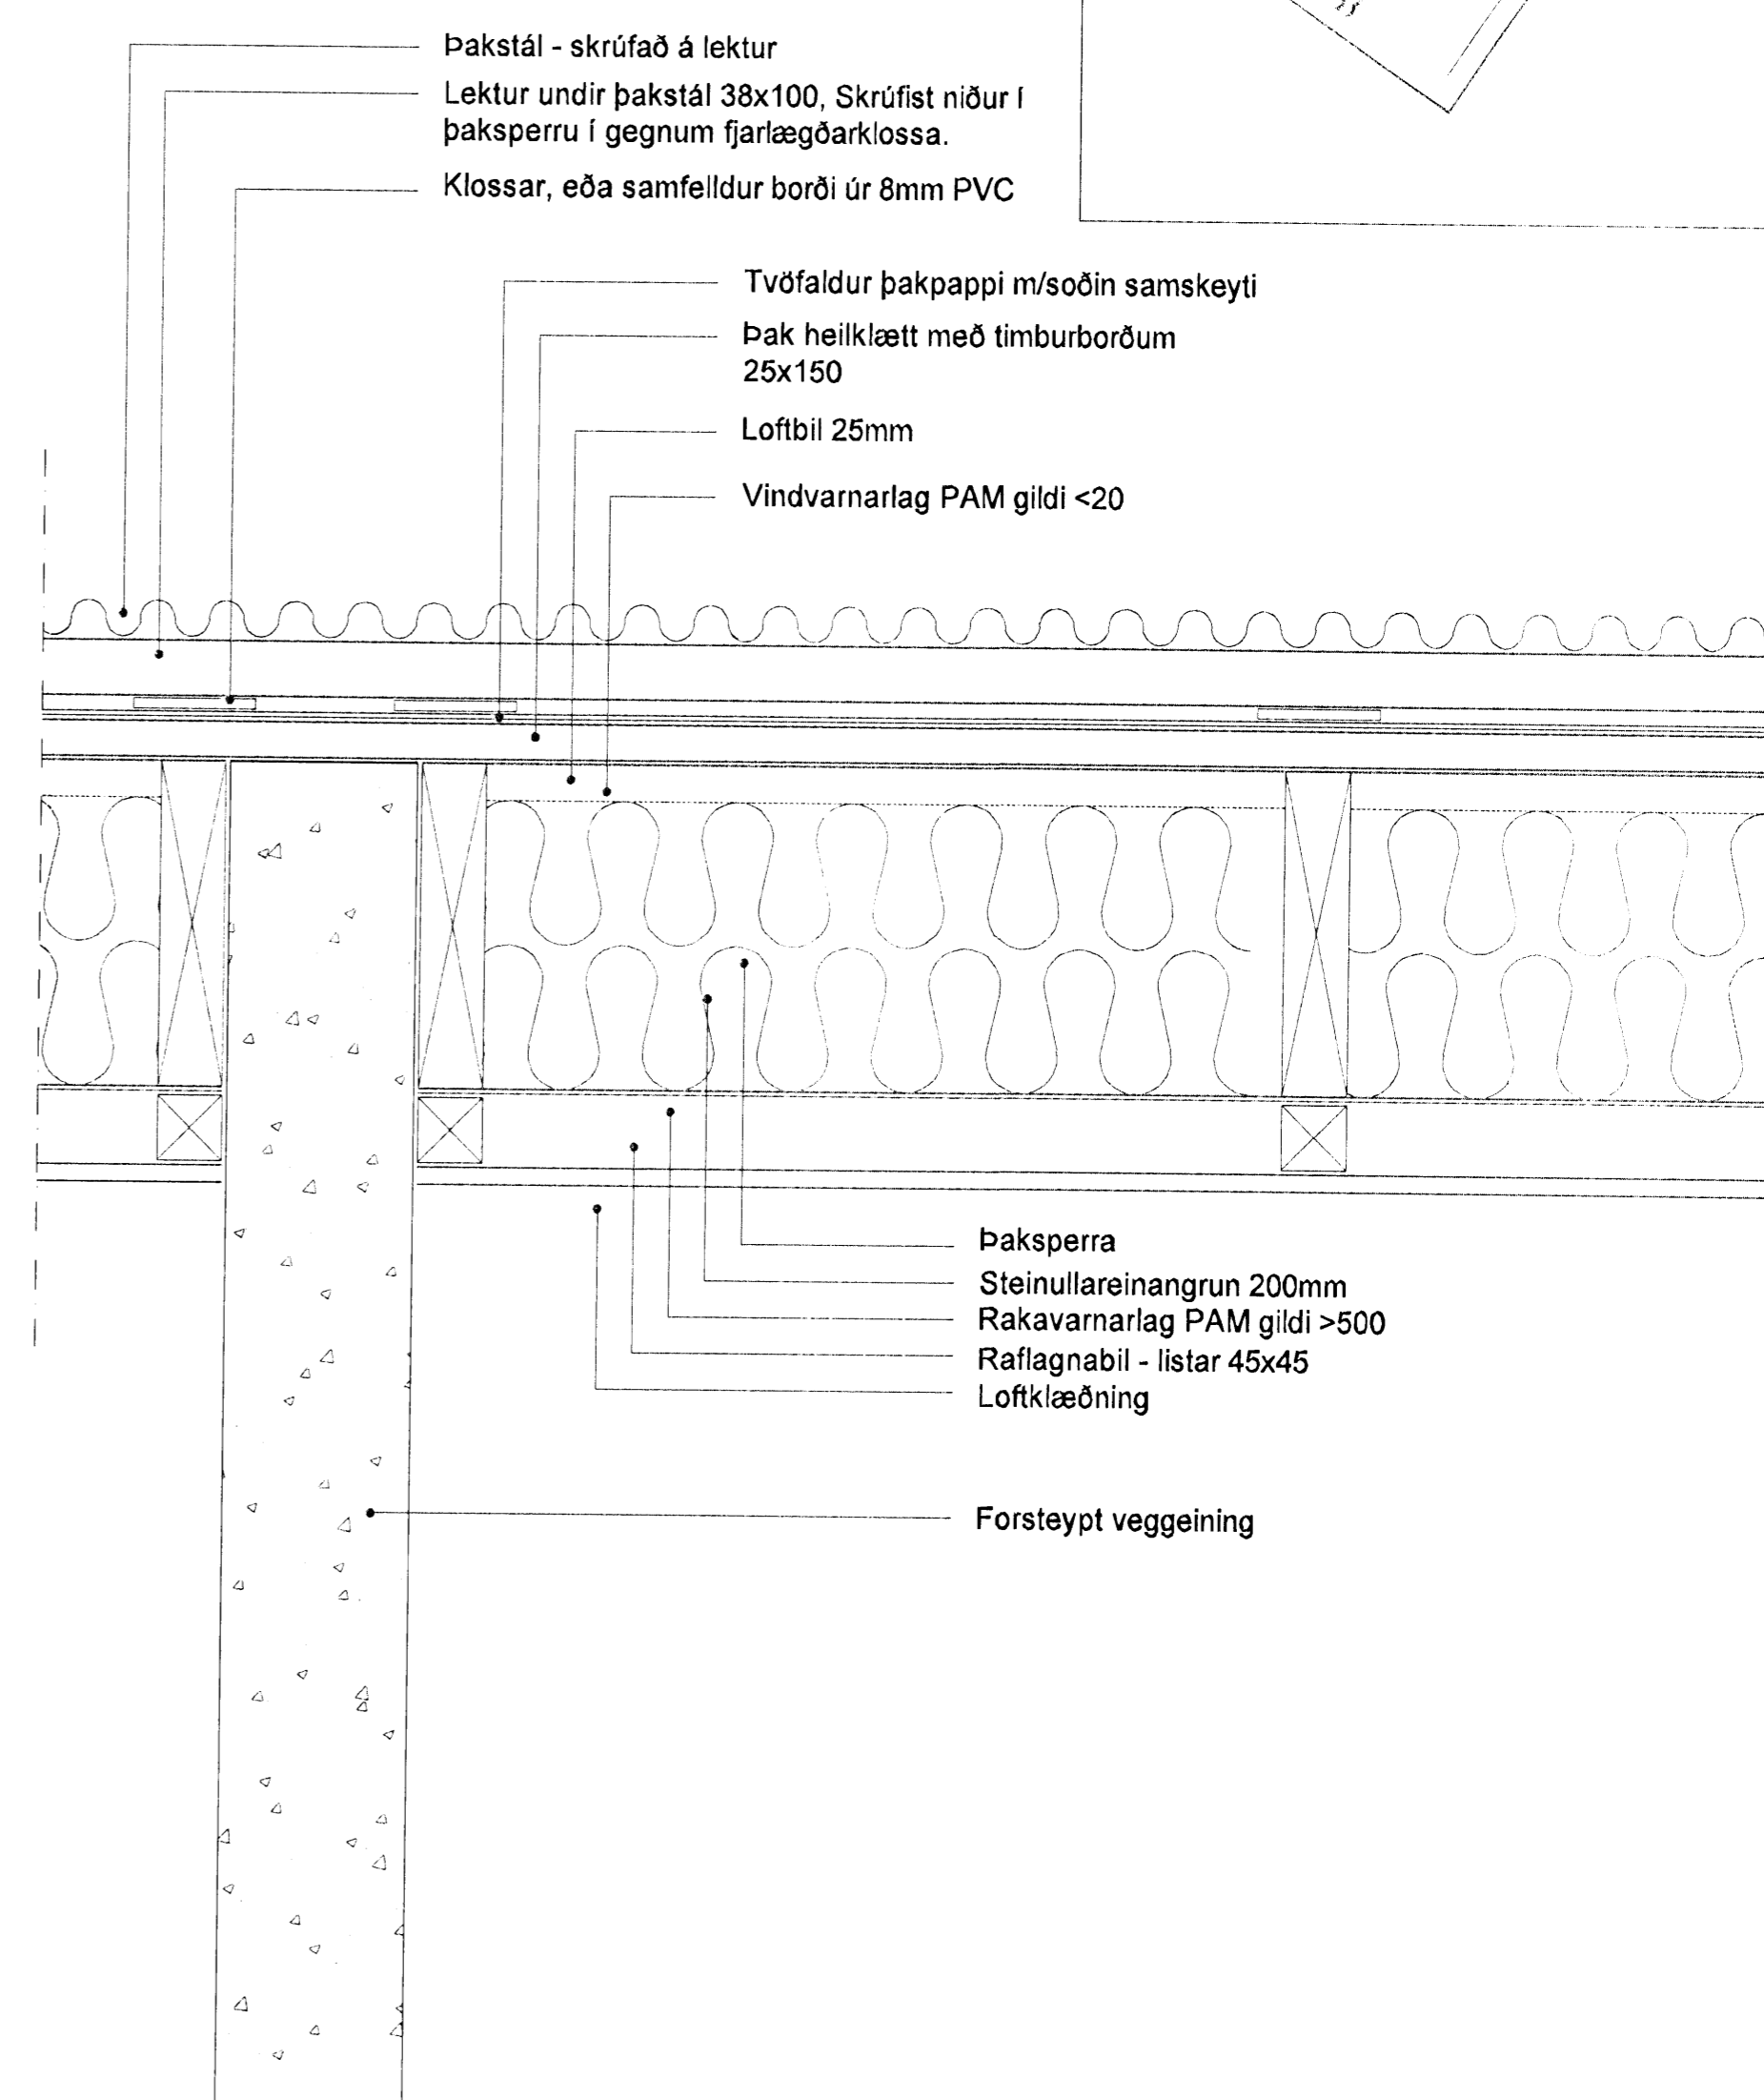 Þakstál - skrúfað á lektur
Lektur undir þakstál 38x100, Skrúfist niður í
þaksperru í gegnum fjarlægðarklossa.
Klossar, eða samfelldur borði úr 8mm PVC
Tvöfaldur þakpappi m/soðin samskeyti
Þak heilklætt með timburborðum
25x150
Loftbil 25mm
Vindvarnarlag PAM gildi <20
Þaksperra
Steinullareinangrun 200mm
Rakavarnarlag PAM gildi >500
Raflagnabil - listar 45x45
Loftklæðning
Forsteypt veggeining